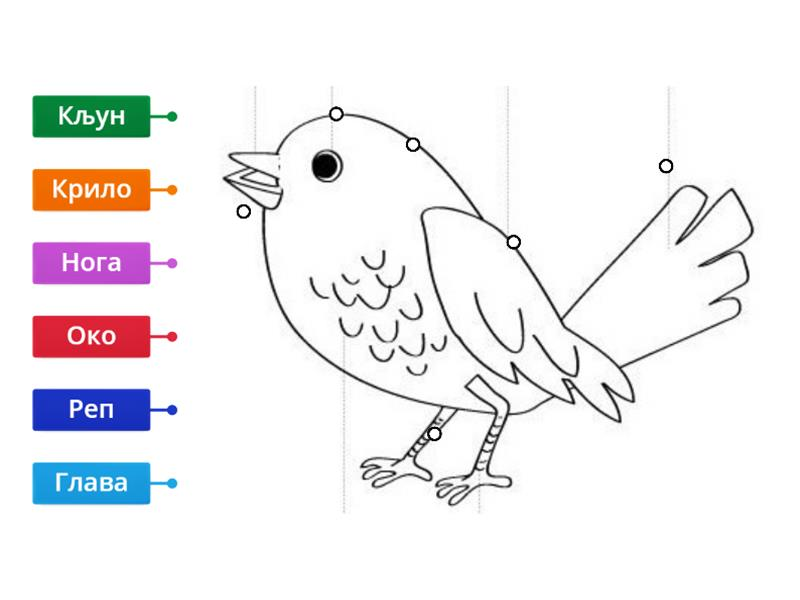 Кљун
Крило
Нога
Око
Реп
Глава